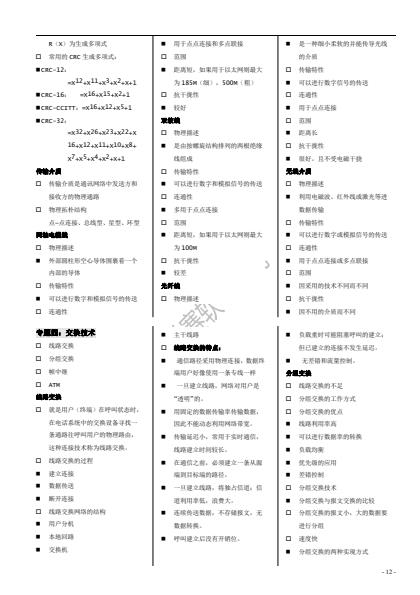 R（X）为生成多项式
□ 常用的 CRC 生成多项式：
■CRC-12：
=x12+x11+x3+x2+x+1
■CRC-16： =x16+x15+x2+1
■CRC-CCITT，=x16+x12+x5+1
■CRC-32：
=x32+x26+x23+x22+x
16+x12+x11+x10+x8+
x7+x5+x4+x2+x+1
传输介质
□ 传输介质是通讯网络中发送方和
接收方的物理通路
□ 物理拓扑结构
点-点连接、总线型、星型、环型
同轴电缆线
□ 物理描述
■ 外部圆柱形空心导体围裹着一个
内部的导体
□ 传输特性
■ 可以进行数字和模拟信号的传送
□ 连通性
■ 用于点点连接和多点联接
□ 范围
■ 距离短，如果用于以太网则最大
为 185M（细），500M（粗）
□ 抗干拢性
■ 较好
双绞线
□ 物理描述
■ 是由按螺旋结构排列的两根绝缘
线组成
□ 传输特性
■ 可以进行数字和模拟信号的传送
□ 连通性
■ 多用于点点连接
□ 范围
■ 距离短，如果用于以太网则最大
为 100M
□ 抗干拢性
■ 较差
光纤线
□ 物理描述
■ 是一种细小柔韧的并能传导光线
的介质
□ 传输特性
■ 可以进行数字信号的传送
□ 连通性
■ 用于点点连接
□ 范围
■ 距离长
□ 抗干拢性
■ 很好，且不受电磁干挠
无线介质
□ 物理描述
■ 利用电磁波、红外线或激光等进
数据传输
□ 传输特性
■ 可以进行数字或模拟信号的传送
□ 连通性
■ 用于点点连接或多点联接
□ 范围
■ 因采用的技术不同而不同
□ 抗干拢性
■ 因不用的介质而不同
专题四：交换技术
□ 线路交换
□ 分组交换
□ 帧中继
□ ATM
线路交换
□ 就是用户（终端）在呼叫状态时，
在电话系统中的交换设备寻找一
条通路往呼叫用户的物理路由，
这种连接技术称为线路交换。
□ 线路交换的过程
■ 建立连接
■ 数据传送
■ 断开连接
□ 线路交换网络的结构
■ 用户分机
■ 本地回路
■ 交换机
■ 主干线路
□ 线路交换的特点：
■ 通信路径采用物理连接，数据终
端用户好像使用一条专线一样
■ 一旦建立线路，网络对用户是
“透明”的。
■ 用固定的数据传输率传输数据，
因此不能动态利用网络带宽。
■ 传输延迟小，常用于实时通信，
线路建立时间较长。
■ 在通信之前，必须建立一条从源
端到目标端的路径。
■ 一旦建立线路，将独占信道，信
道利用率低，浪费大。
■ 连续传送数据，不存储报文，无
数据转换。
■ 呼叫建立后没有开销位。
■ 负载重时可能阻塞呼叫的建立，
但已建立的连接不发生延迟。
■ 无差错和流量控制。
分组交换
□ 线路交换的不足
□ 分组交换的工作方式
□ 分组交换的优点
■ 线路利用率高
■ 可以进行数据率的转换
■ 负载均衡
■ 优先级的应用
■ 差错控制
□ 分组交换技术
■ 分组交换与报文交换的比较
□ 分组交换的报文小，大的数据要
进行分组
■ 速度快
□ 分组交换的两种实现方式
- 12 -